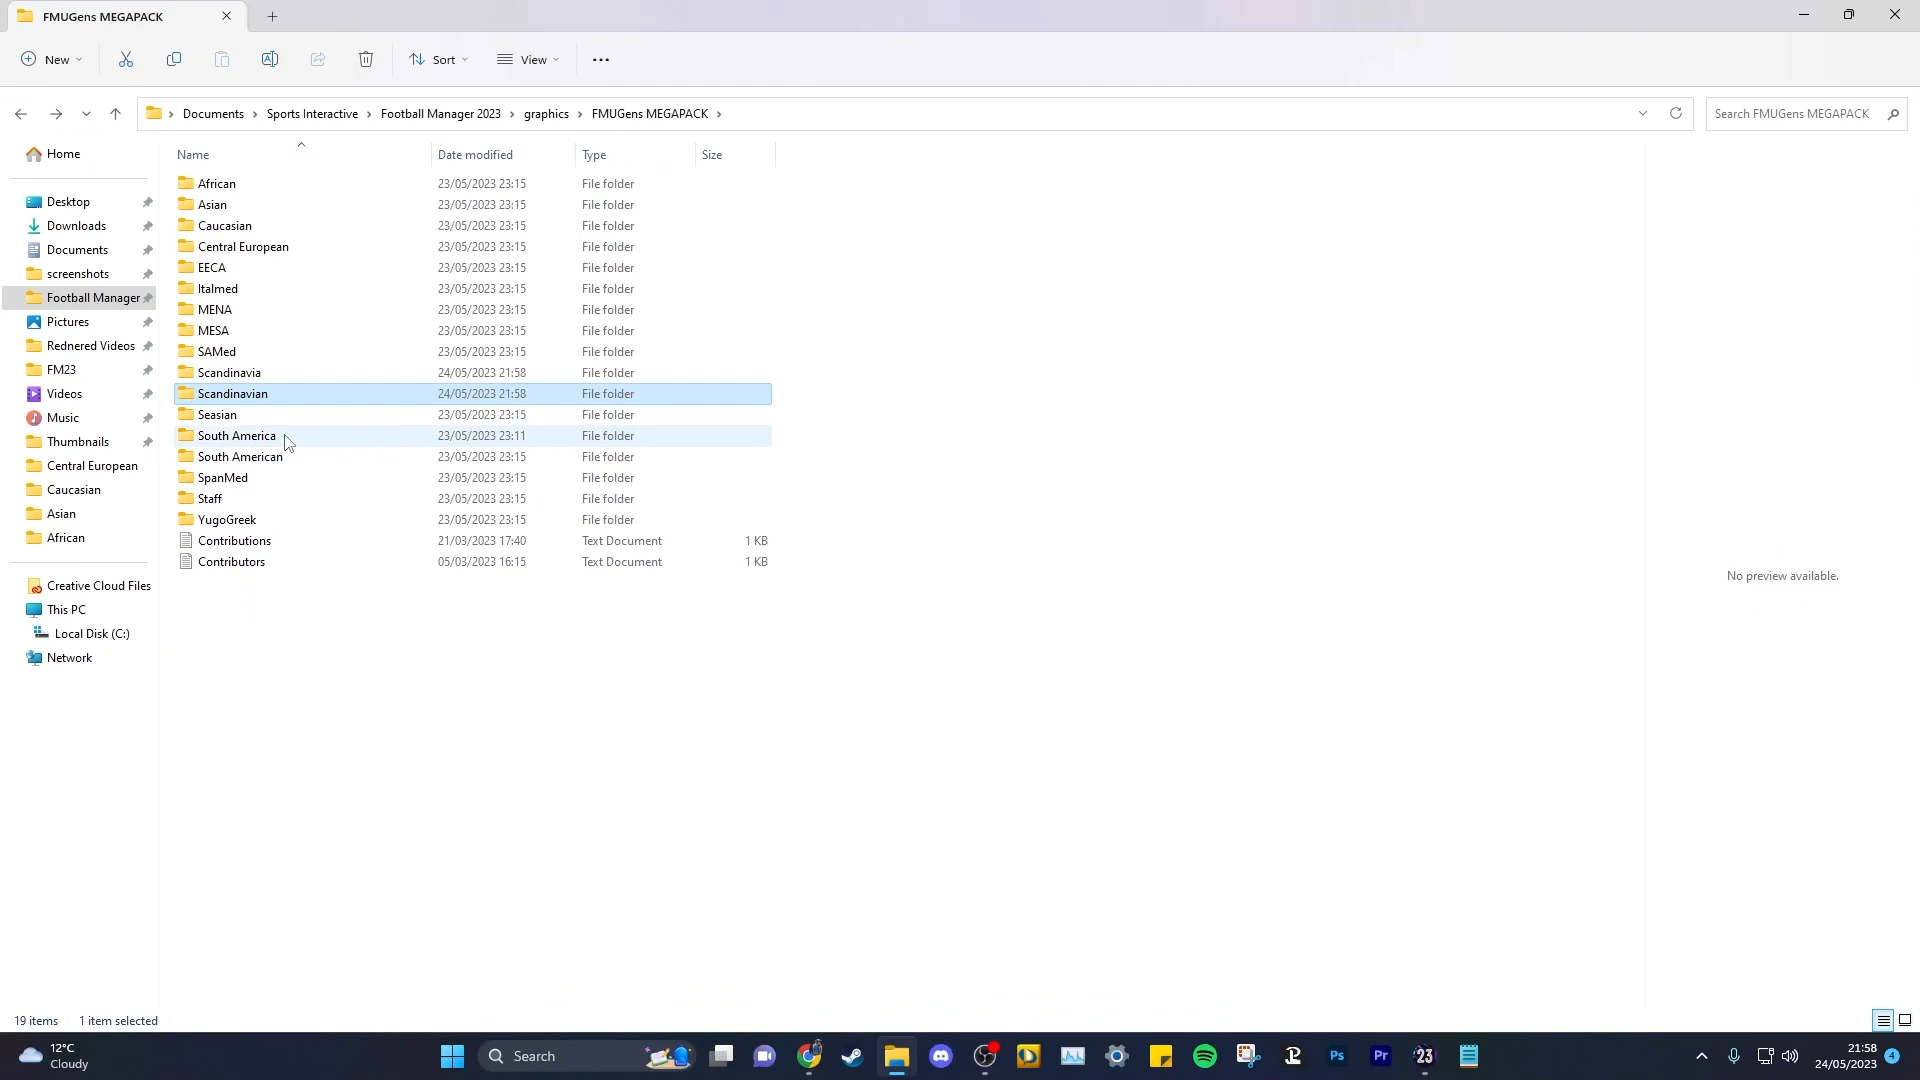 FMUGens MEGAPACK
New
Sort
View
Documents > Sports Interactive > Football Manager 2023 > graphics > FMUGens MEGAPACK >
Search FMUGens MEGAPACK
Home
Desktop
Downloads
Documents
screenshots
Football Manager
Pictures
Rednered Videos
FM23
Videos
Music
Thumbnails
Central European
Caucasian
Asian
African
Creative Cloud Files
This PC
Local Disk (C:)
Network
Name Date modified Type Size
African 23/05/2023 23:15 File folder
Asian 23/05/2023 23:15 File folder
Caucasian 23/05/2023 23:15 File folder
Central European 23/05/2023 23:15 File folder
EECA 23/05/2023 23:15 File folder
Italmed 23/05/2023 23:15 File folder
MENA 23/05/2023 23:15 File folder
MESA 23/05/2023 23:15 File folder
SAMed 23/05/2023 23:15 File folder
Scandinavia 24/05/2023 21:58 File folder
Scandinavian 24/05/2023 21:58 File folder
Seasian 23/05/2023 23:15 File folder
South America 23/05/2023 23:11 File folder
South American 23/05/2023 23:15 File folder
SpanMed 23/05/2023 23:15 File folder
Staff 23/05/2023 23:15 File folder
YugoGreek 23/05/2023 23:15 File folder
Contributions 21/03/2023 17:40 Text Document 1 KB
Contributors 05/03/2023 16:15 Text Document 1 KB
No preview available.
19 items 1 item selected
12°C
Cloudy
Search
Ps
Pr
23
21:58
24/05/2023
4